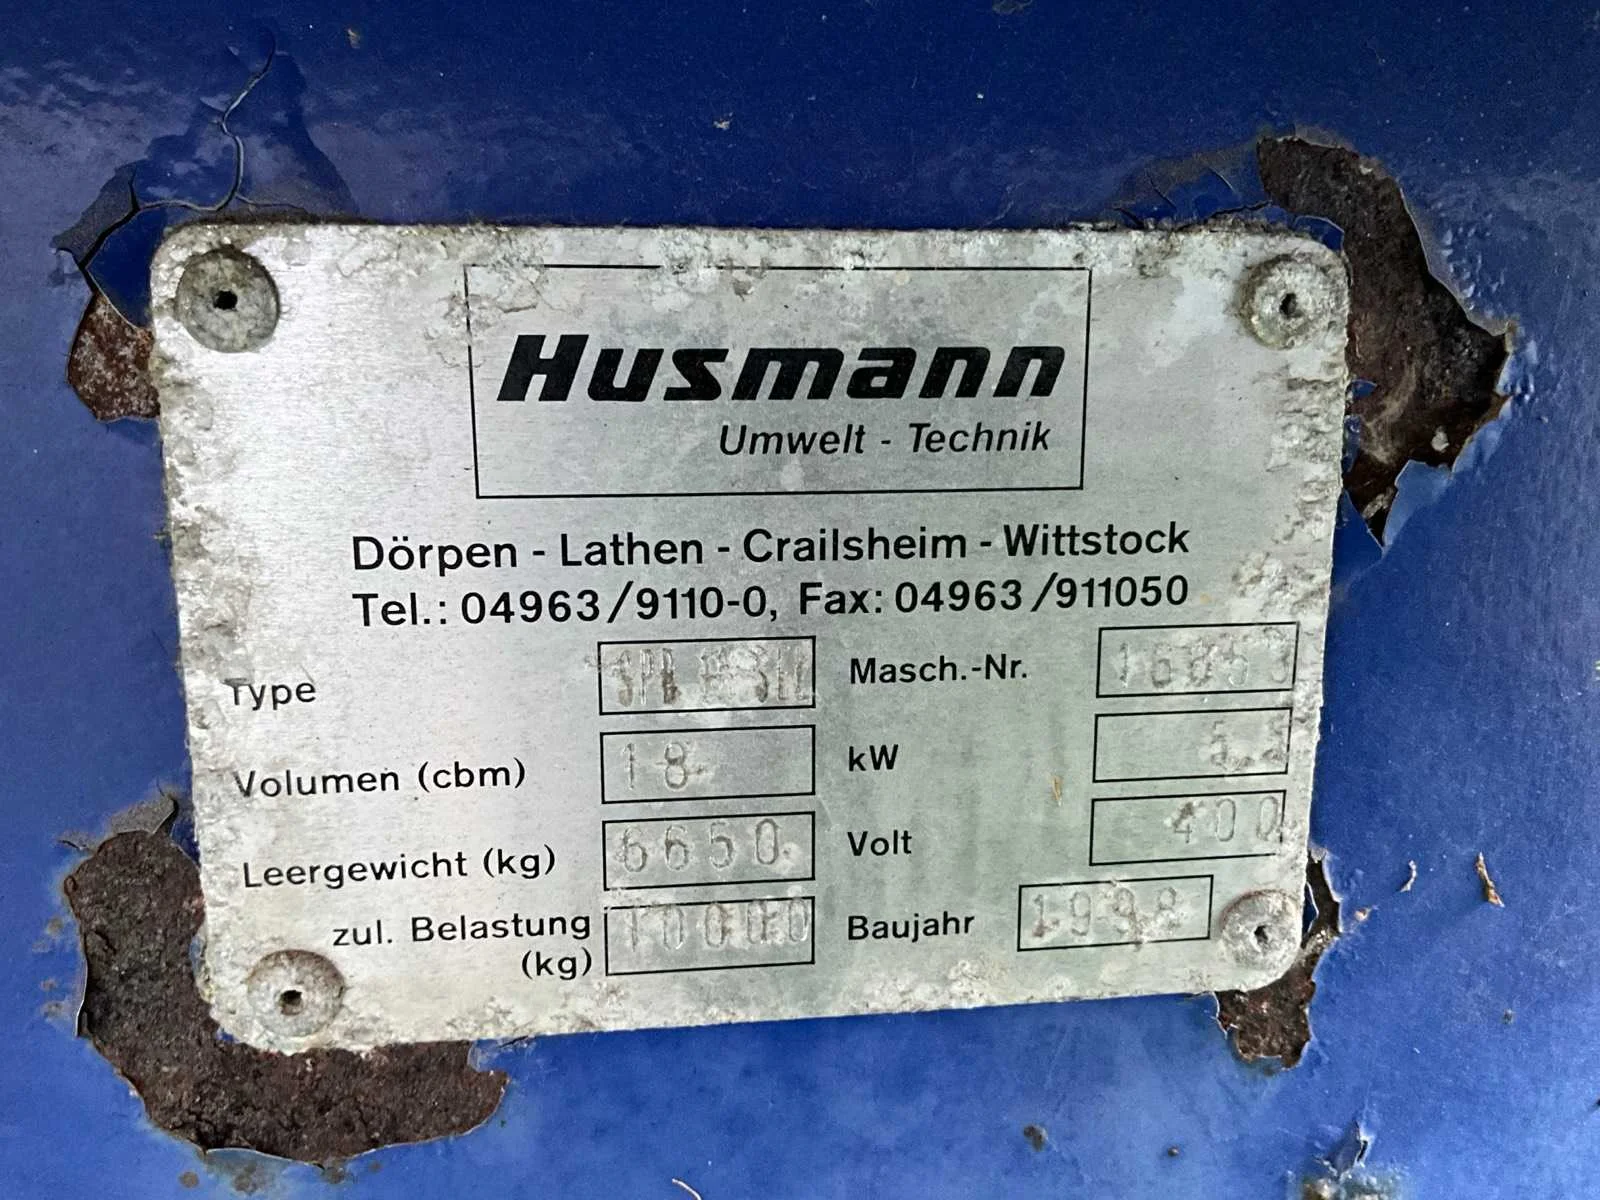 Husmann
Umwelt - Technik
Dörpen - Lathen - Crailsheim - Wittstock
Tel.: 04963/9110-0, Fax: 04963/911050
Type
Masch.-Nr.
Volumen (cbm) 18
kW
Leergewicht (kg) 6650
Volt 400
zul. Belastung 10000
(kg)
Baujahr 1998